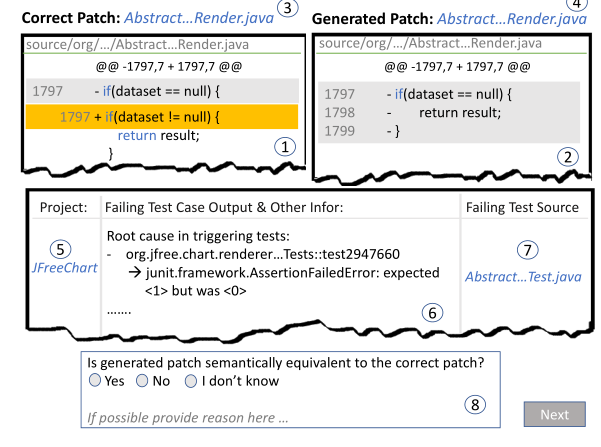 Correct Patch: Abstract...Render.java ③
source/org/.../Abstract...Render.java
@@ -1797,7 + 1797,7 @@
1797 - if(dataset == null) {
1797 + if(dataset != null) {
return result;
}
①
Generated Patch: Abstract...Render.java ④
source/org/.../Abstract...Render.java
@@ -1797,7 + 1797,7 @@
1797 - if(dataset == null) {
1798 - return result;
1799 - }
②
Project:
⑤
JFreeChart
Failing Test Case Output & Other Infor:
Root cause in triggering tests:
- org.jfree.chart.renderer...Tests::test2947660
→ junit.framework.AssertionFailedError: expected
<1> but was <0>
.......
⑥
Failing Test Source
⑦
Abstract...Test.java
Is generated patch semantically equivalent to the correct patch?
Yes No I don't know
If possible provide reason here ...
⑧
Next